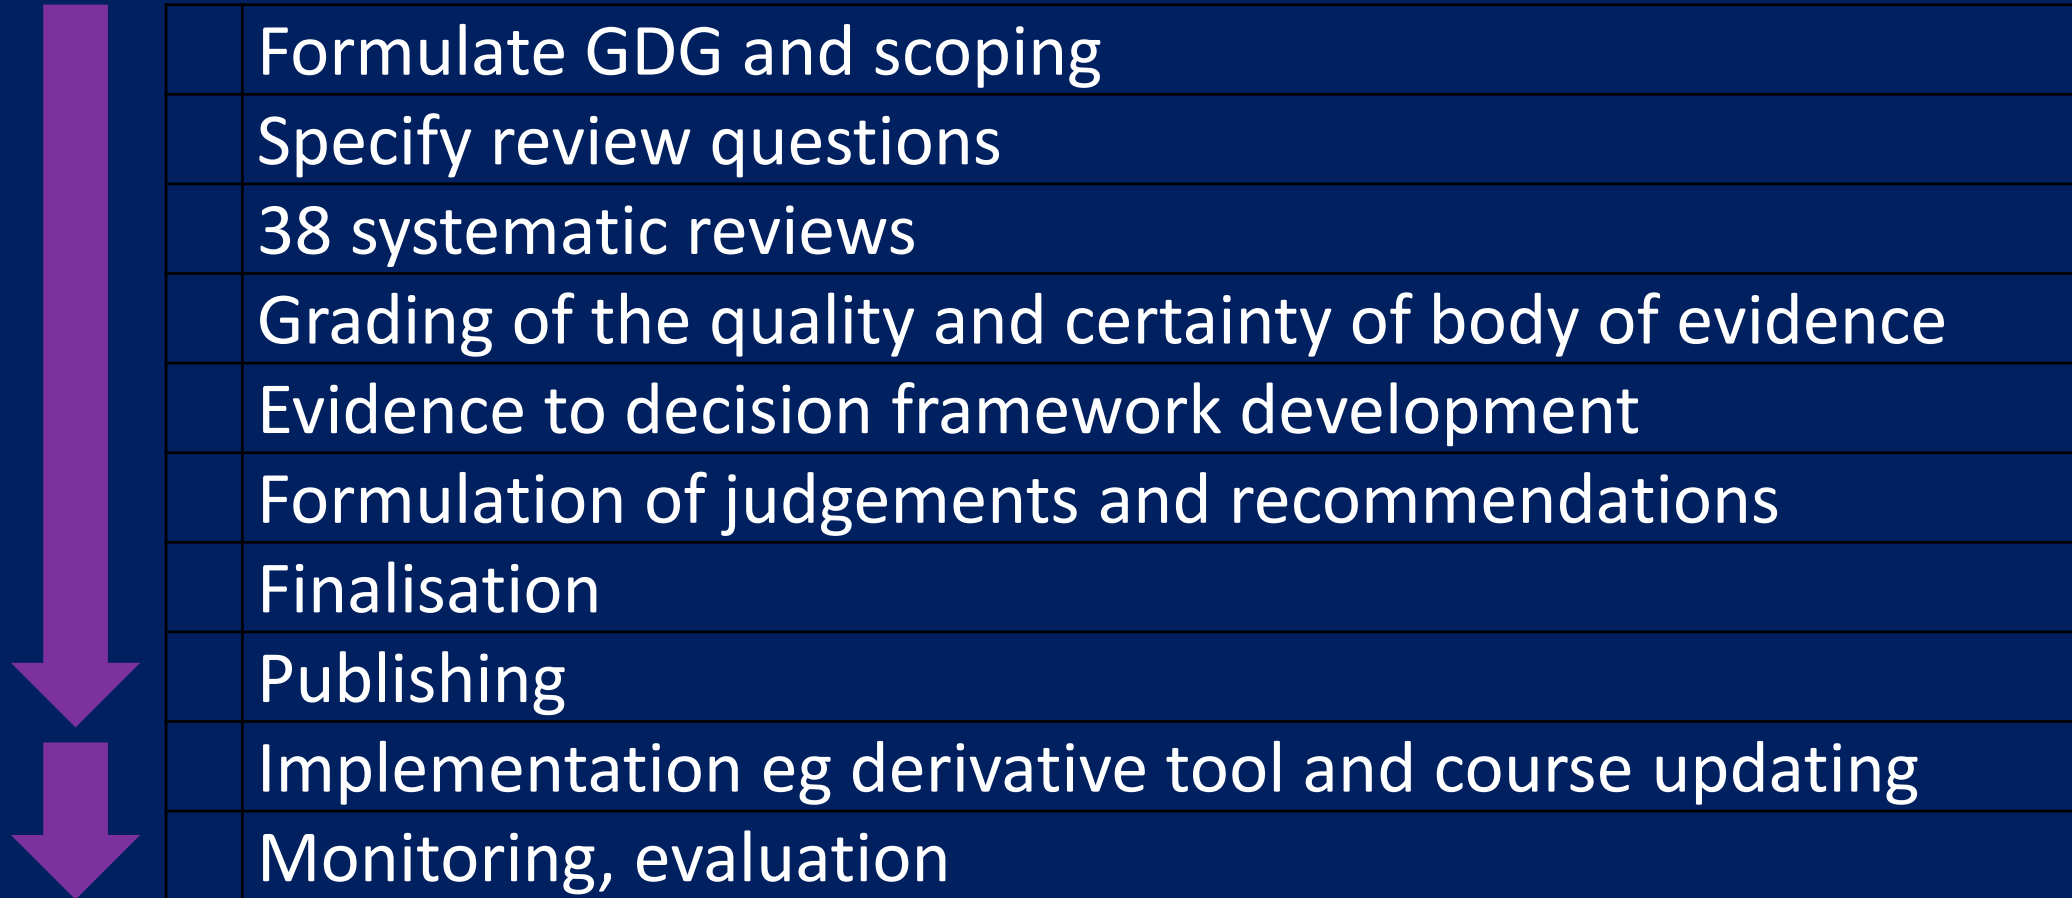 Formulate GDG and scoping
Specify review questions
38 systematic reviews
Grading of the quality and certainty of body of evidence
Evidence to decision framework development
Formulation of judgements and recommendations
Finalisation
Publishing
Implementation eg derivative tool and course updating
Monitoring, evaluation